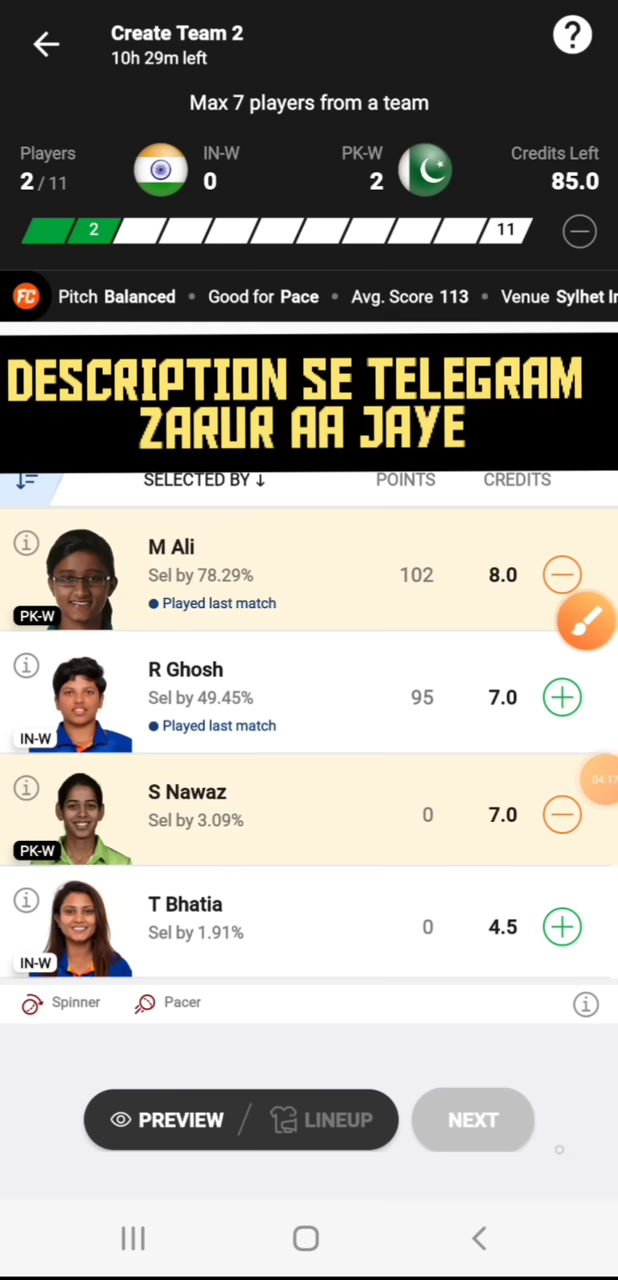 Create Team 2
10h 29m left
?
Max 7 players from a team
Players IN-W PK-W Credits Left
2 / 11 0 2 85.0
2 11
FC Pitch Balanced • Good for Pace • Avg. Score 113 • Venue Sylhet In
DESCRIPTION SE TELEGRAM
ZARUR AA JAYE
SELECTED BY ↓ POINTS CREDITS
M Ali
Sel by 78.29% 102 8.0
Played last match
PK-W
R Ghosh
Sel by 49.45% 95 7.0
Played last match
IN-W
S Nawaz
Sel by 3.09% 0 7.0
PK-W
T Bhatia
Sel by 1.91% 0 4.5
IN-W
Spinner Pacer
PREVIEW / LINEUP NEXT
04:17